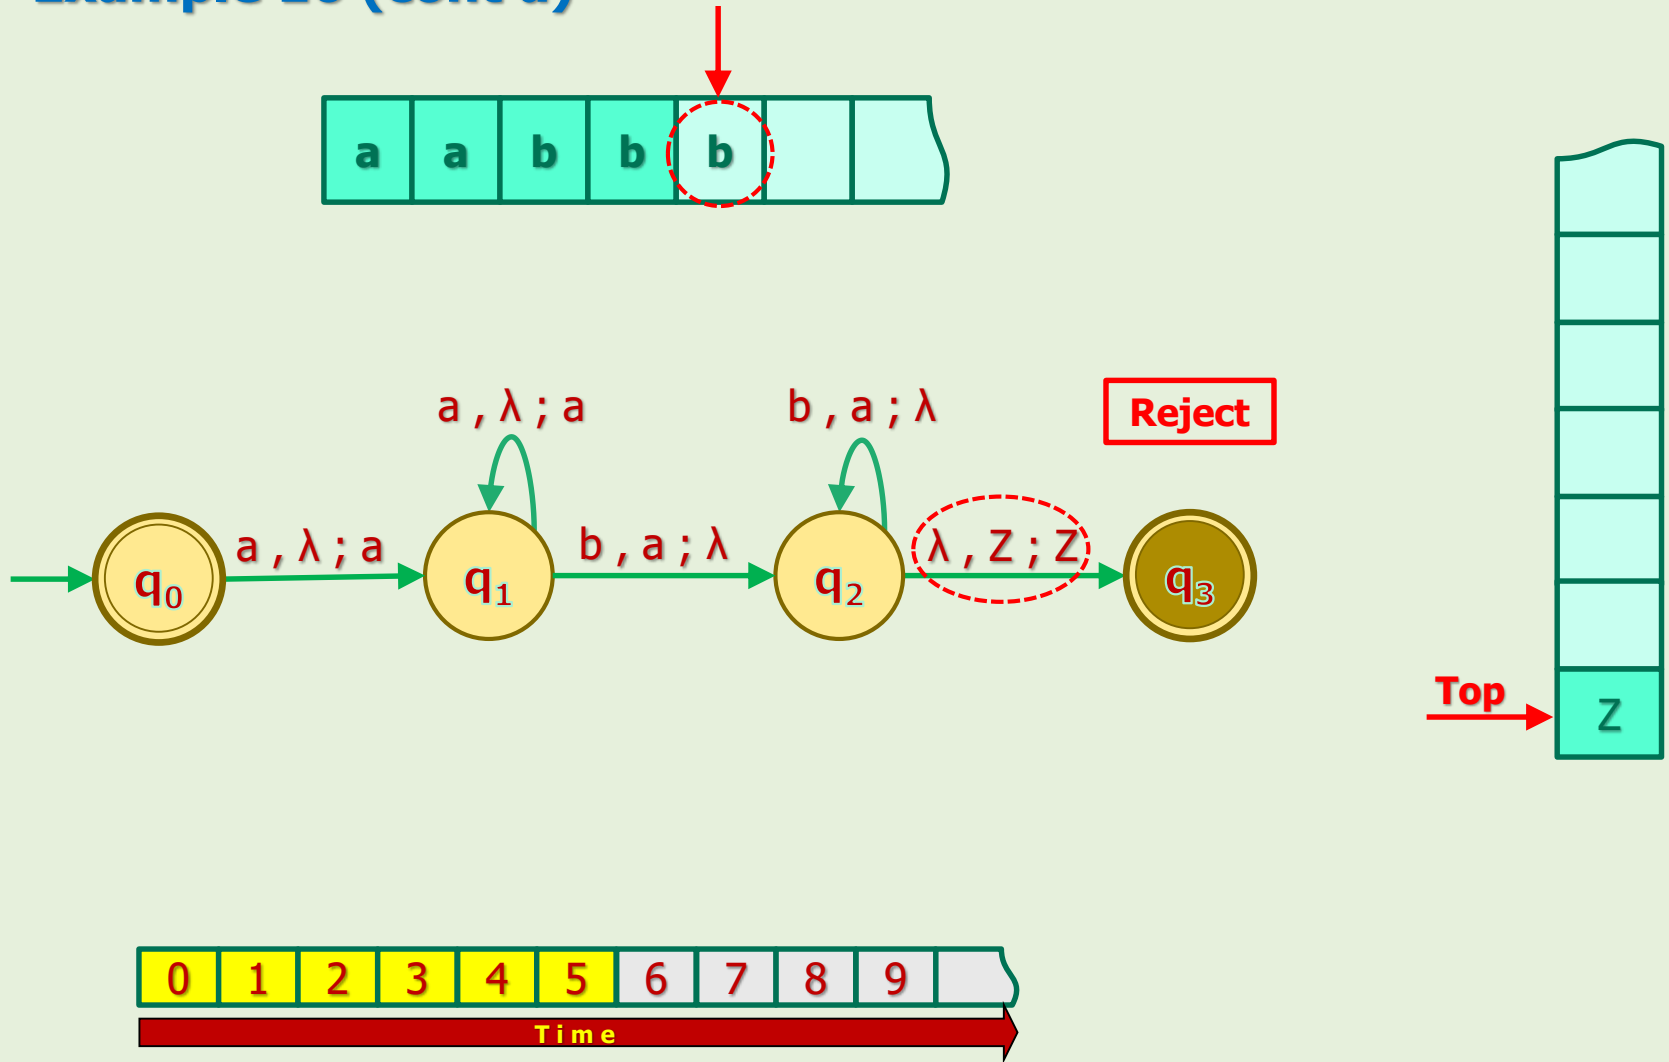 a a b b b
a,λ;a
b,a;λ
Reject
q0
a,λ;a
q1
b,a;λ
q2
λ,Z;Z
q3
Top
Z
0 1 2 3 4 5 6 7 8 9
Time